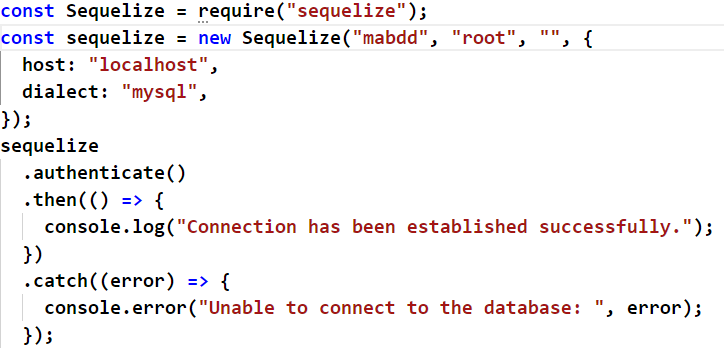 const Sequelize = require("sequelize");
const sequelize = new Sequelize("mabdd", "root", "", {
  host: "localhost",
  dialect: "mysql",
});
sequelize
  .authenticate()
  .then(() => {
    console.log("Connection has been established successfully.");
  })
  .catch((error) => {
    console.error("Unable to connect to the database: ", error);
  });